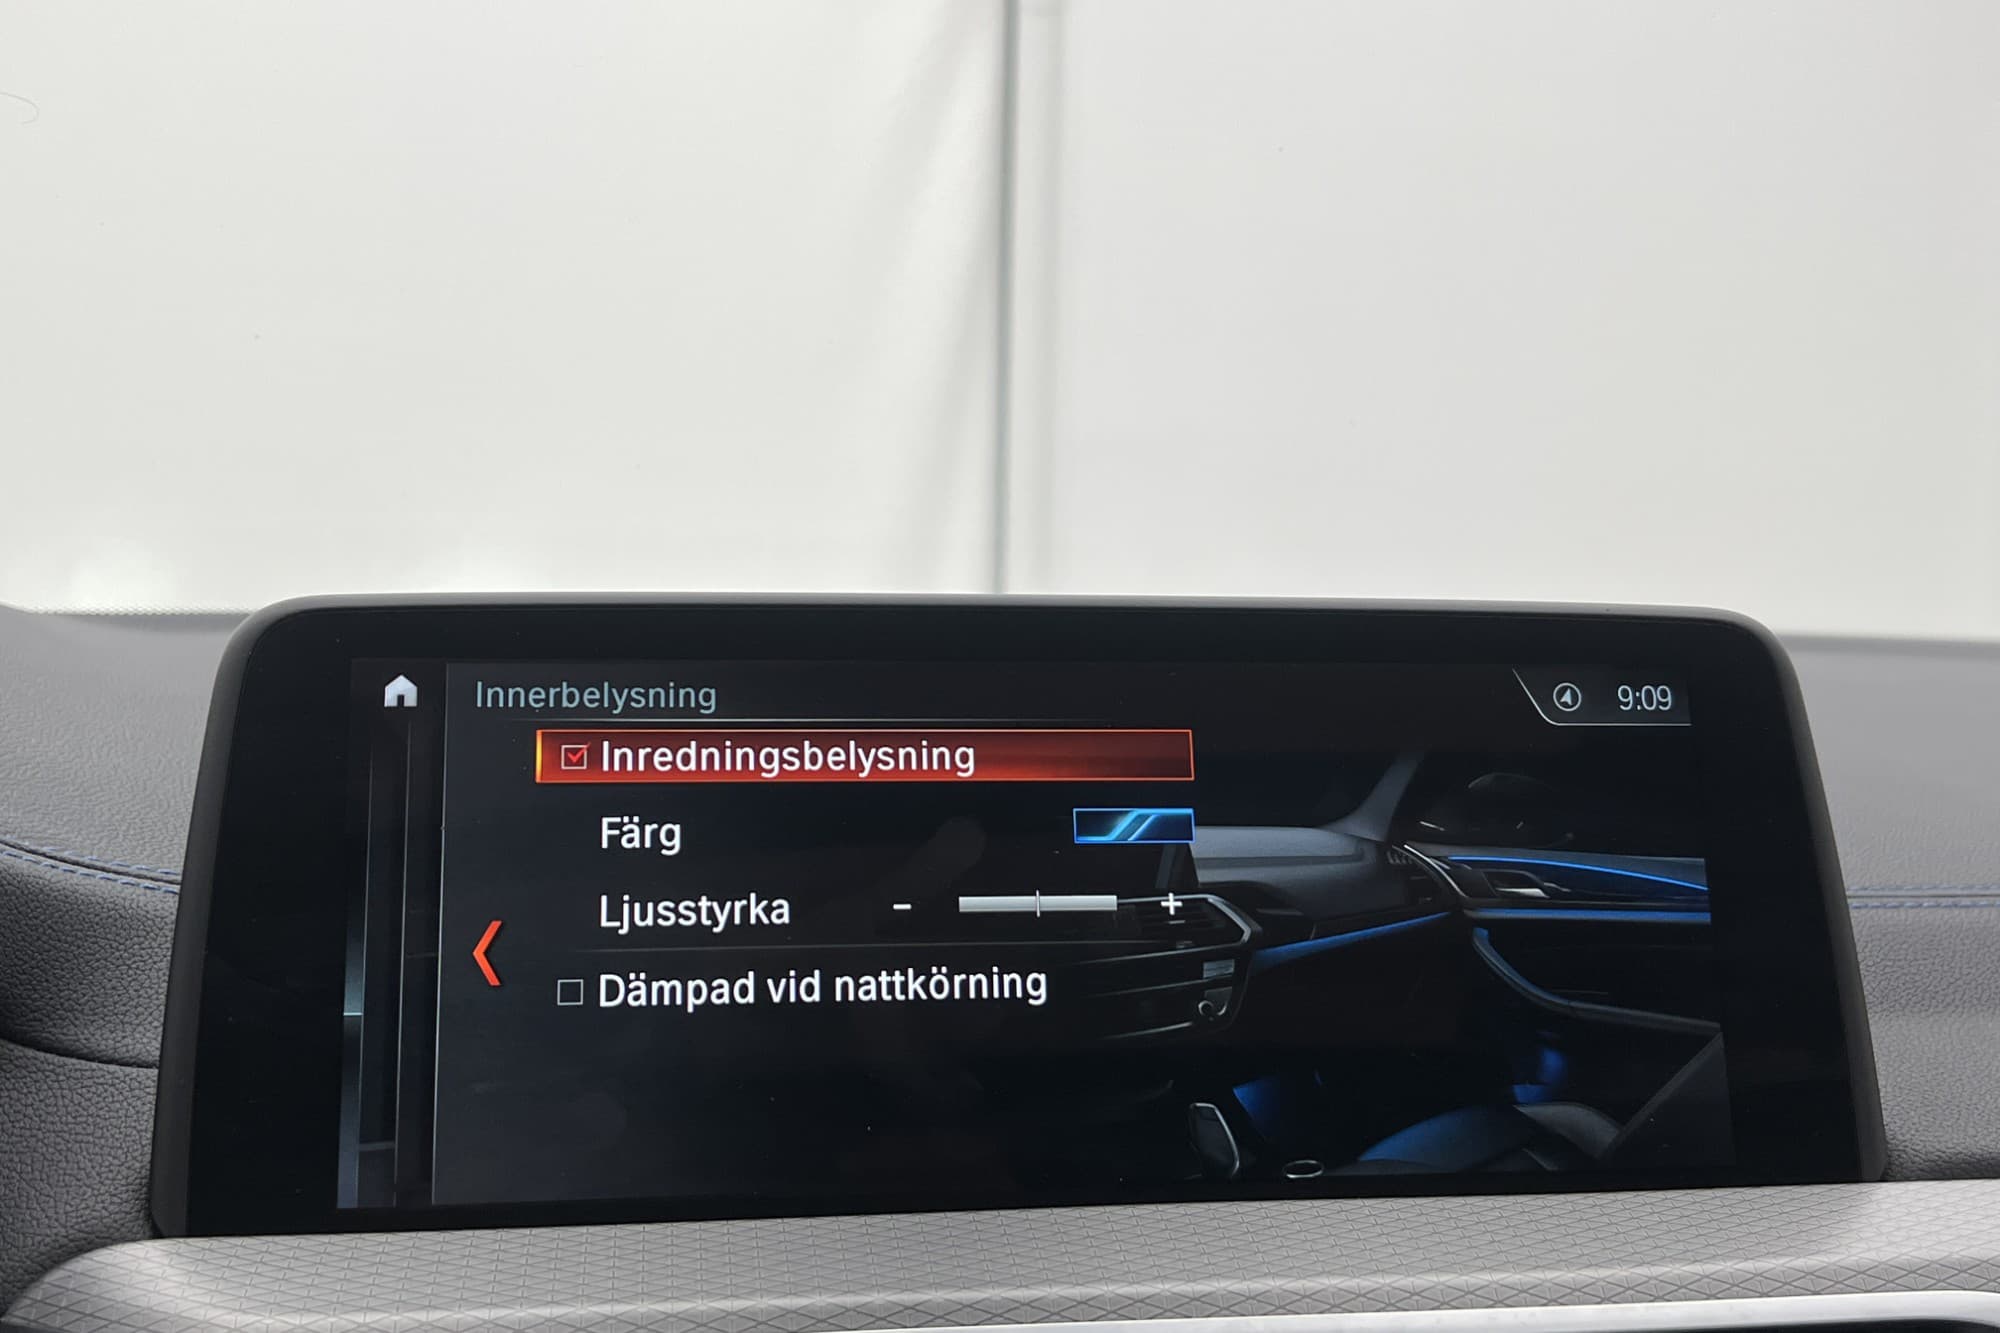 Innerbelysning
9:09
Inredningsbelysning
Färg
Ljusstyrka - +
Dämpad vid nattkörning